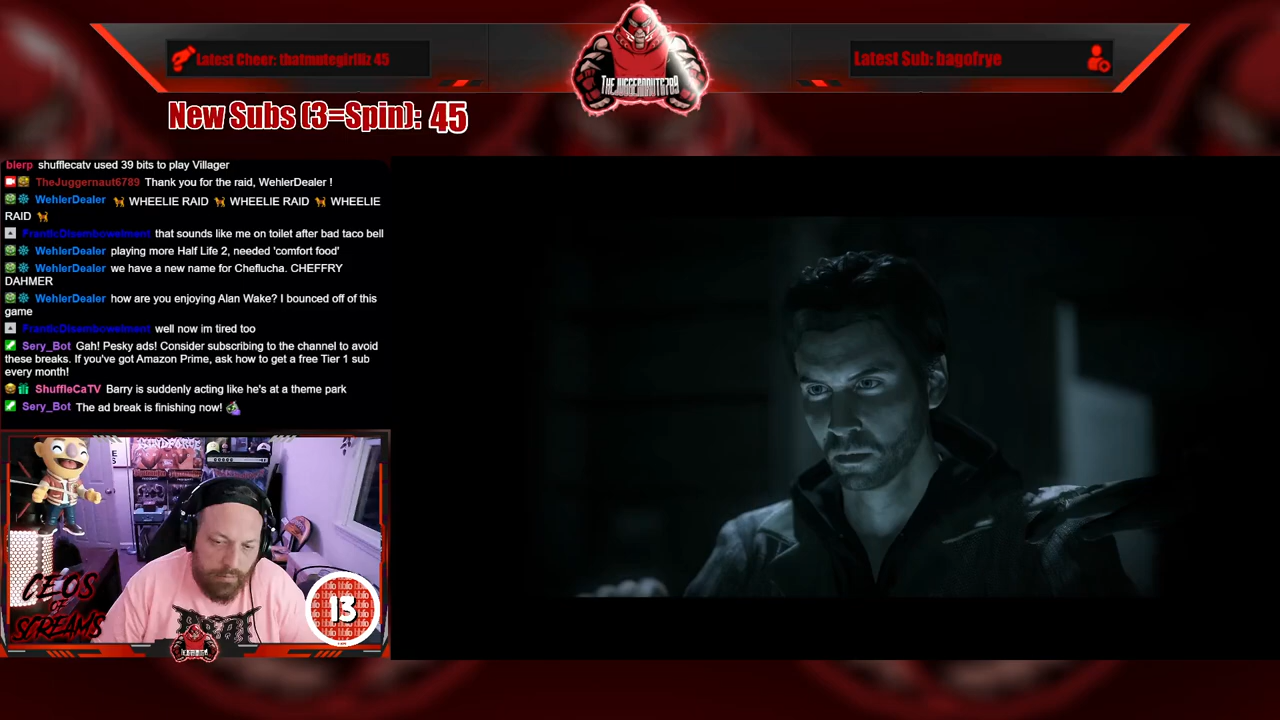 Latest Cheer: thatmutegirlliz 45
THEJUGGERNAUT6789
Latest Sub: bagofrye
New Subs (3=Spin): 45
blerp shufflecatv used 39 bits to play Villager
TheJuggernaut6789 Thank you for the raid, WehlerDealer !
WehlerDealer WHEELIE RAID WHEELIE RAID WHEELIE
RAID
FranticDisembowelment that sounds like me on toilet after bad taco bell
WehlerDealer playing more Half Life 2, needed 'comfort food'
WehlerDealer we have a new name for Cheflucha. CHEFFRY
DAHMER
WehlerDealer how are you enjoying Alan Wake? I bounced off of this
game
FranticDisembowelment well now im tired too
Sery_Bot Gah! Pesky ads! Consider subscribing to the channel to avoid
these breaks. If you've got Amazon Prime, ask how to get a free Tier 1 sub
every month!
ShuffleCaTV Barry is suddenly acting like he's at a theme park
Sery_Bot The ad break is finishing now!
CEOS
OF
SCREAMS
13